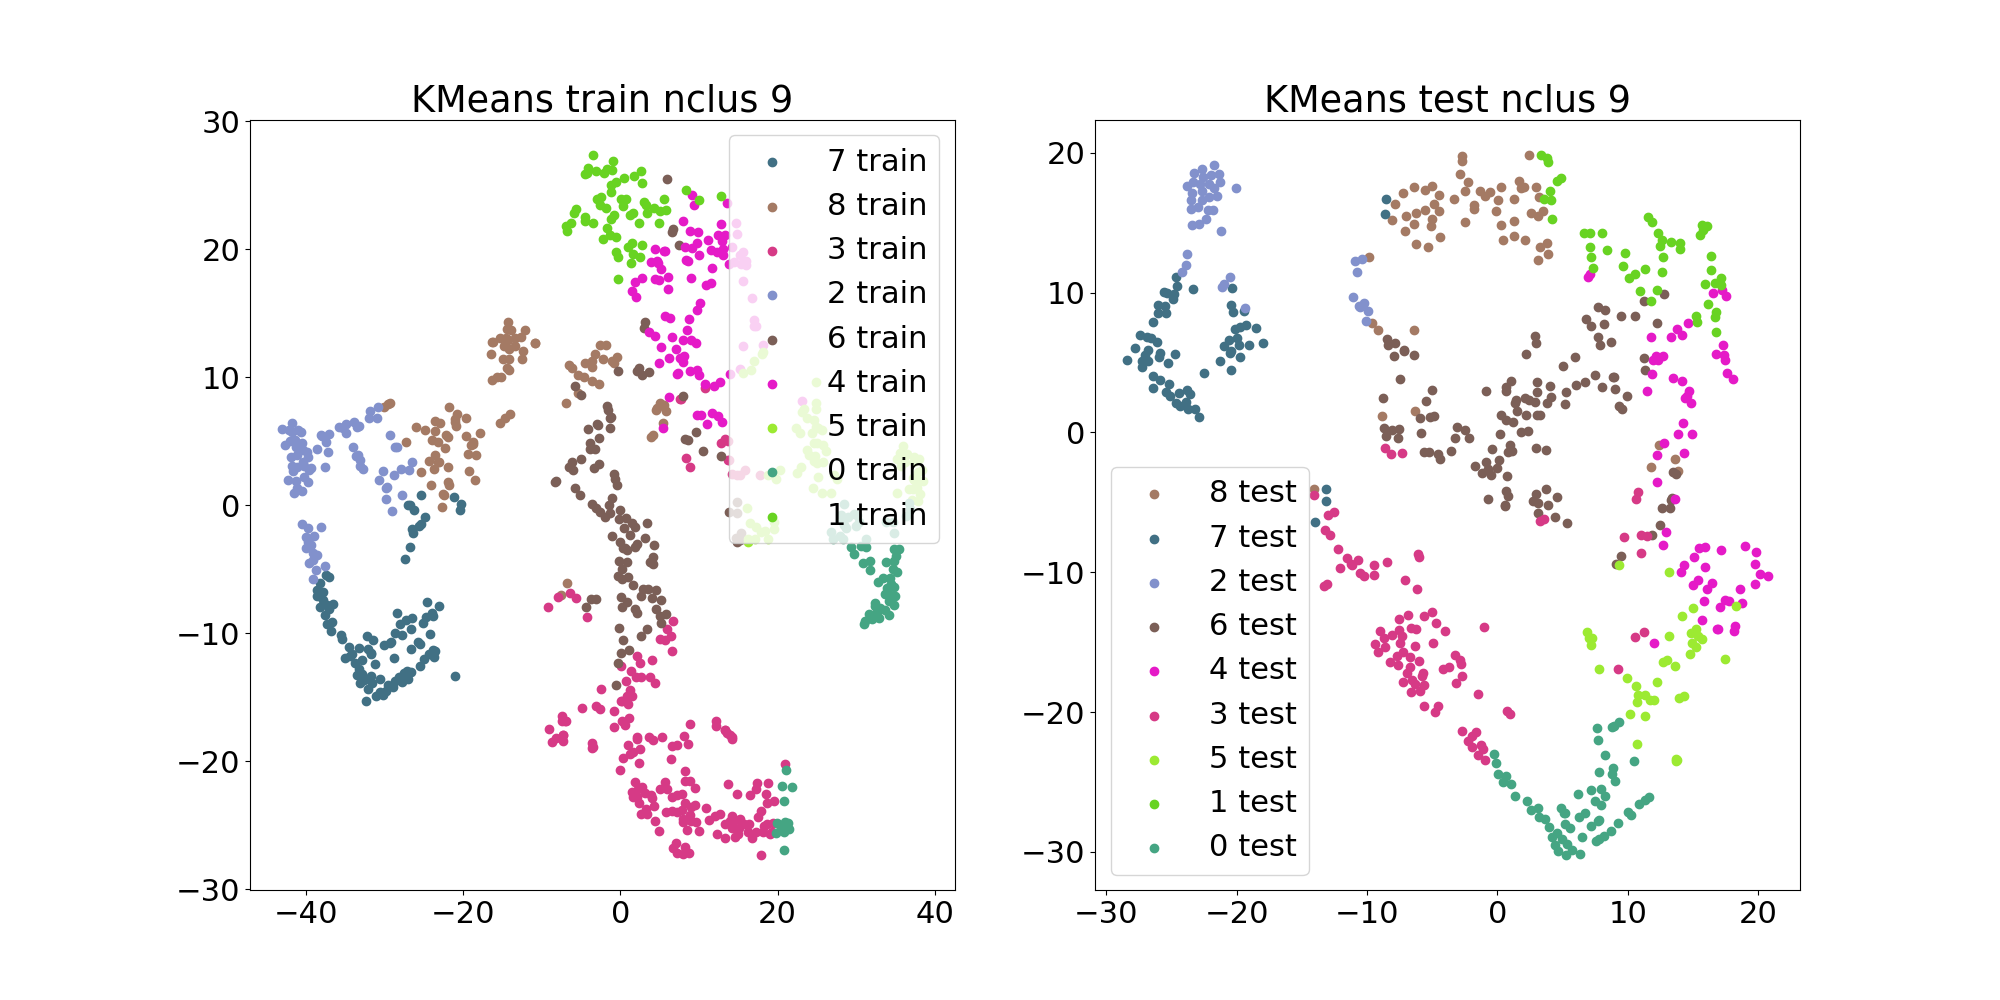 KMeans train nclus 9
30
20
10
0
−10
−20
−30
−40
−20
0
20
40
7 train
8 train
3 train
2 train
6 train
4 train
5 train
0 train
1 train
KMeans test nclus 9
20
10
0
−10
−20
−30
−30
−20
−10
0
10
20
8 test
7 test
2 test
6 test
4 test
3 test
5 test
1 test
0 test